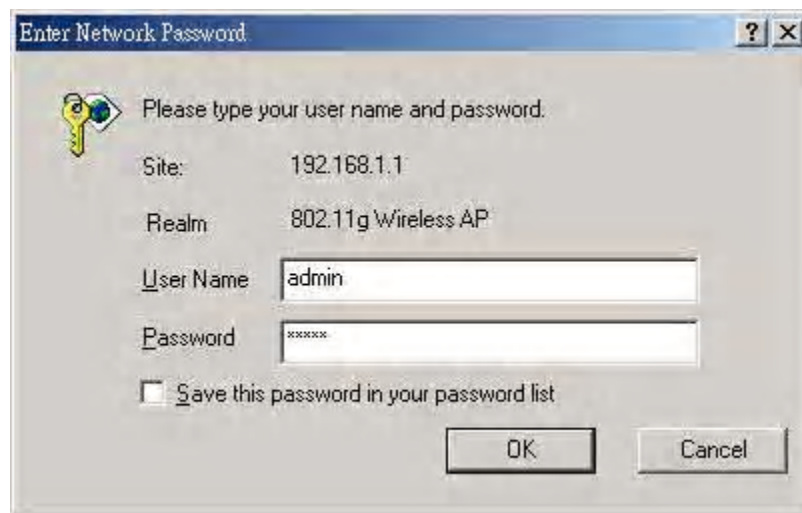 Enter Network Password
? X
Please type your user name and password.
Site: 192.168.1.1
Realm 802.11g Wireless AP
User Name admin
Password *****
Save this password in your password list
OK Cancel